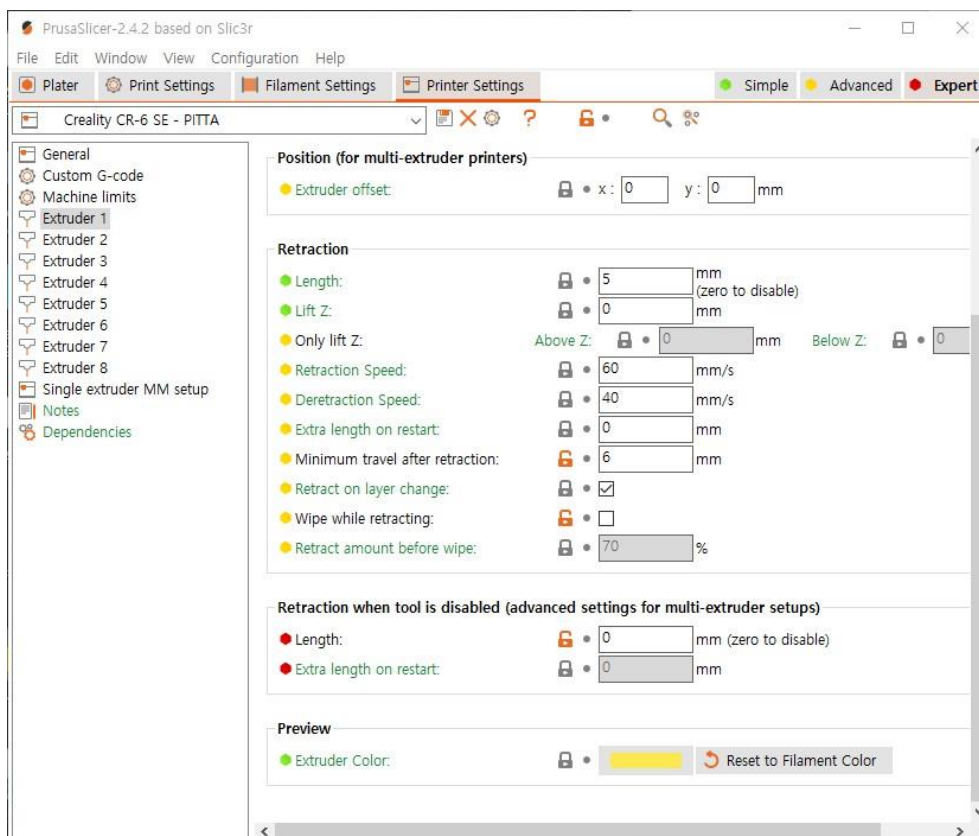 PrusaSlicer-2.4.2 based on Slic3r
File Edit Window View Configuration Help
Plater Print Settings Filament Settings Printer Settings Simple Advanced Expert
Creality CR-6 SE - PITTA
General
Custom G-code
Machine limits
Extruder 1
Extruder 2
Extruder 3
Extruder 4
Extruder 5
Extruder 6
Extruder 7
Extruder 8
Single extruder MM setup
Notes
Dependencies
Position (for multi-extruder printers)
Extruder offset: x : 0 y : 0 mm
Retraction
Length: 5 mm (zero to disable)
Lift Z: 0 mm
Only lift Z: Above Z: 0 mm Below Z: 0
Retraction Speed: 60 mm/s
Deretraction Speed: 40 mm/s
Extra length on restart: 0 mm
Minimum travel after retraction: 6 mm
Retract on layer change:
Wipe while retracting:
Retract amount before wipe: 70 %
Retraction when tool is disabled (advanced settings for multi-extruder setups)
Length: 0 mm (zero to disable)
Extra length on restart: 0 mm
Preview
Extruder Color: Reset to Filament Color